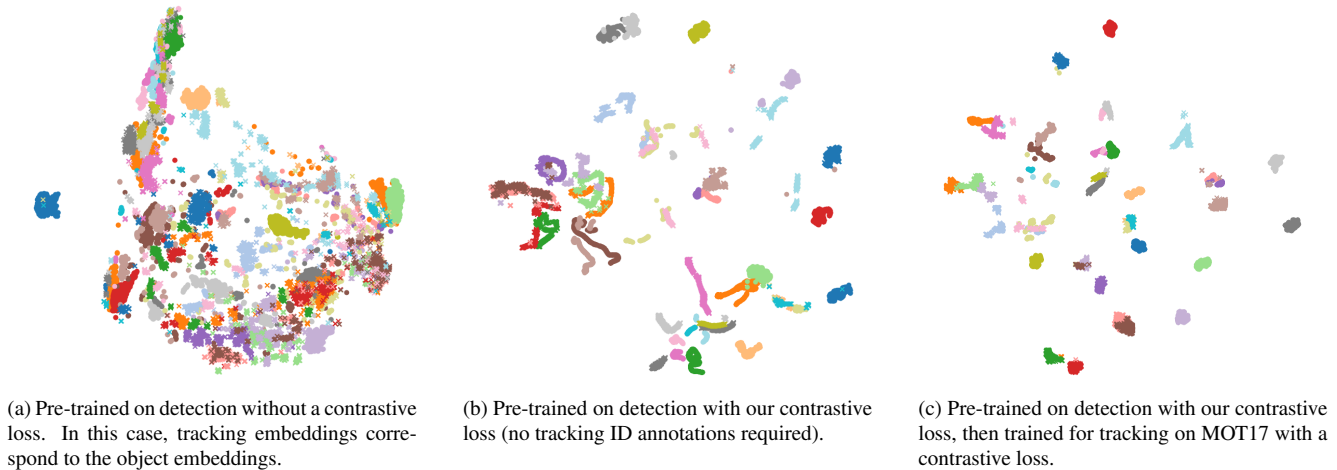 (a) Pre-trained on detection without a contrastive
loss. In this case, tracking embeddings corre-
spond to the object embeddings.
(b) Pre-trained on detection with our contrastive
loss (no tracking ID annotations required).
(c) Pre-trained on detection with our contrastive
loss, then trained for tracking on MOT17 with a
contrastive loss.